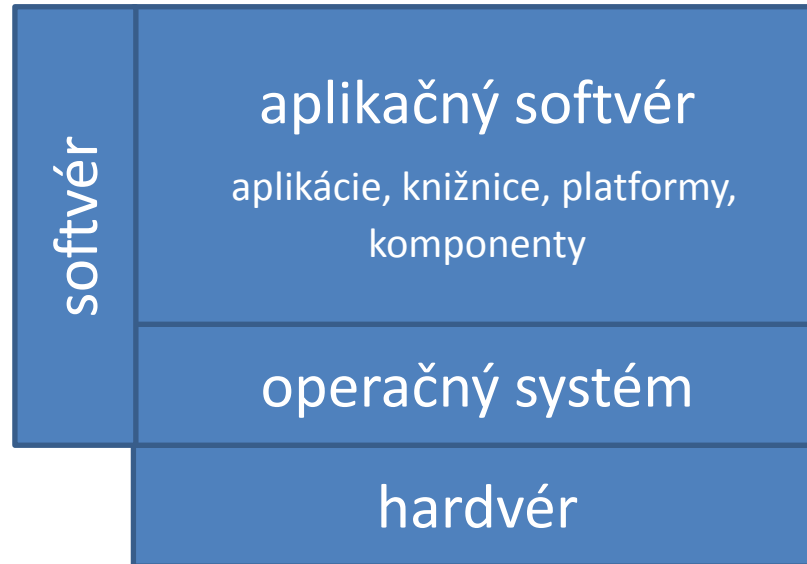 softvér
aplikačný softvér
aplikácie, knižnice, platformy,
komponenty
operačný systém
hardvér